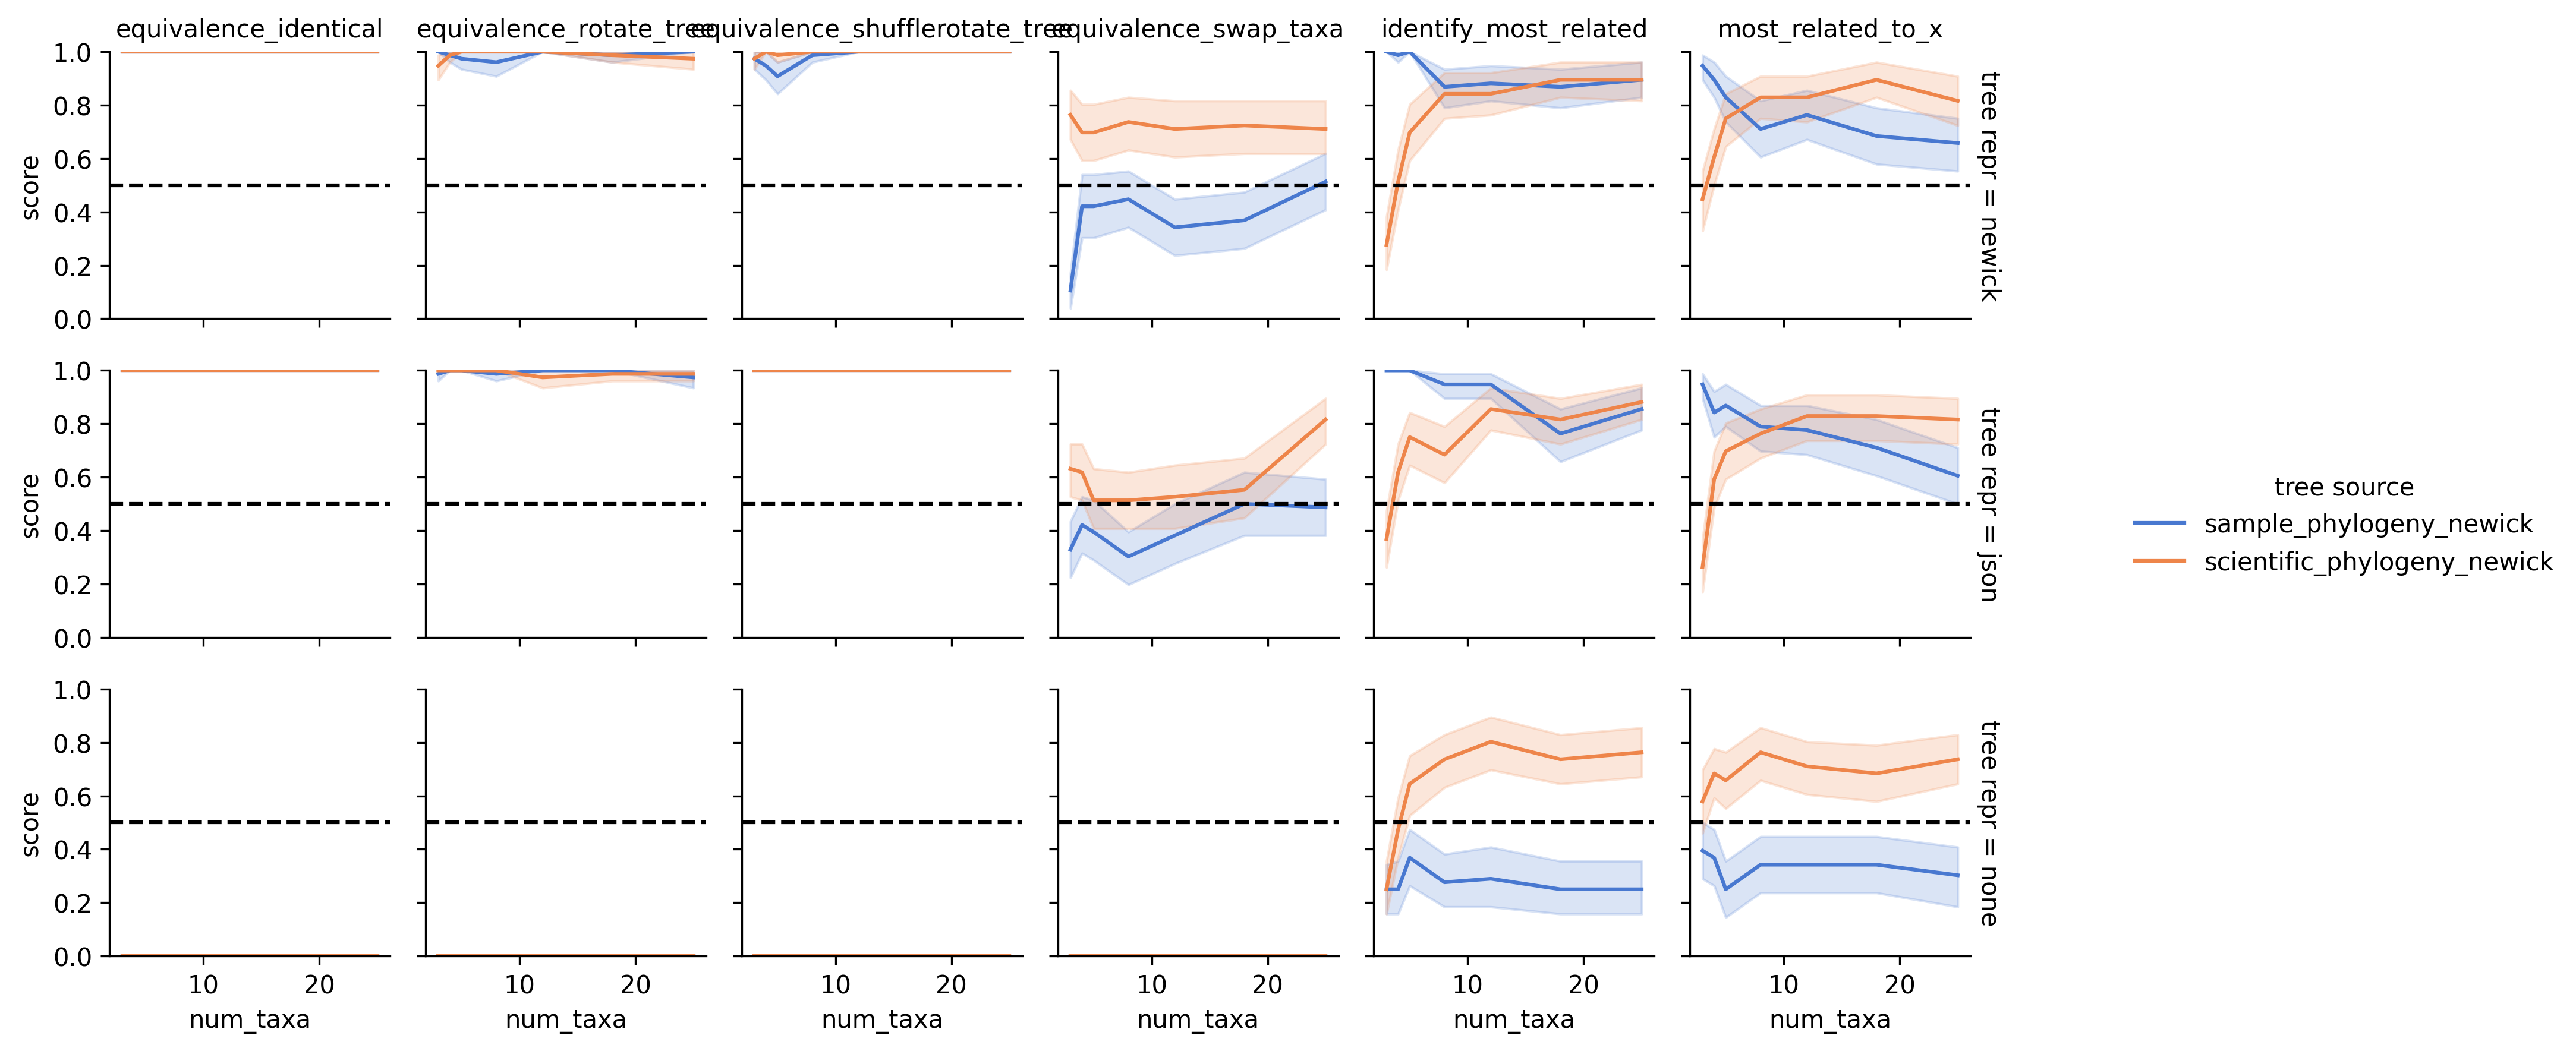 equivalence_identical
equivalence_rotate_tree
equivalence_shufflerotate_tree
equivalence_swap_taxa
identify_most_related
most_related_to_x
1.0
0.8
0.6
0.4
0.2
0.0
score
tree repr = newick
1.0
0.8
0.6
0.4
0.2
0.0
score
tree repr = json
tree source
sample_phylogeny_newick
scientific_phylogeny_newick
1.0
0.8
0.6
0.4
0.2
0.0
score
tree repr = none
10 20
10 20
10 20
10 20
10 20
10 20
num_taxa
num_taxa
num_taxa
num_taxa
num_taxa
num_taxa